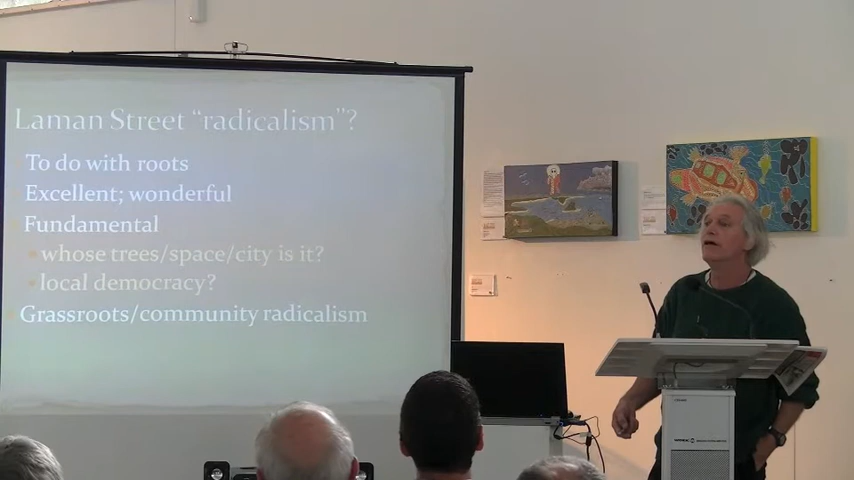 Laman Street “radicalism”?
To do with roots
Excellent; wonderful
Fundamental
whose trees/space/city is it?
local democracy?
Grassroots/community radicalism